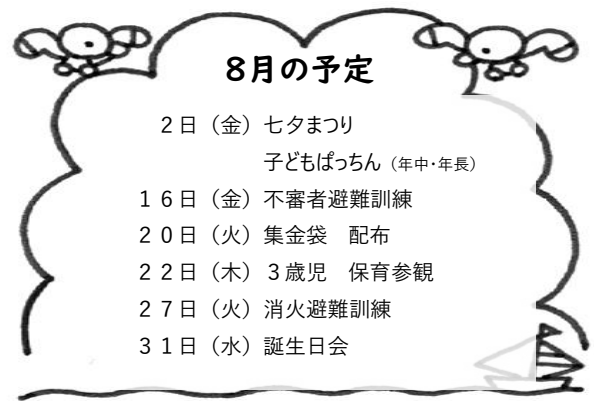 8月の予定
2日（金）七夕まつり
子どもぱっちん（年中・年長）
１６日（金）不審者避難訓練
２０日（火）集金袋　配布
２２日（木）３歳児　保育参観
２７日（火）消火避難訓練
３１日（水）誕生日会